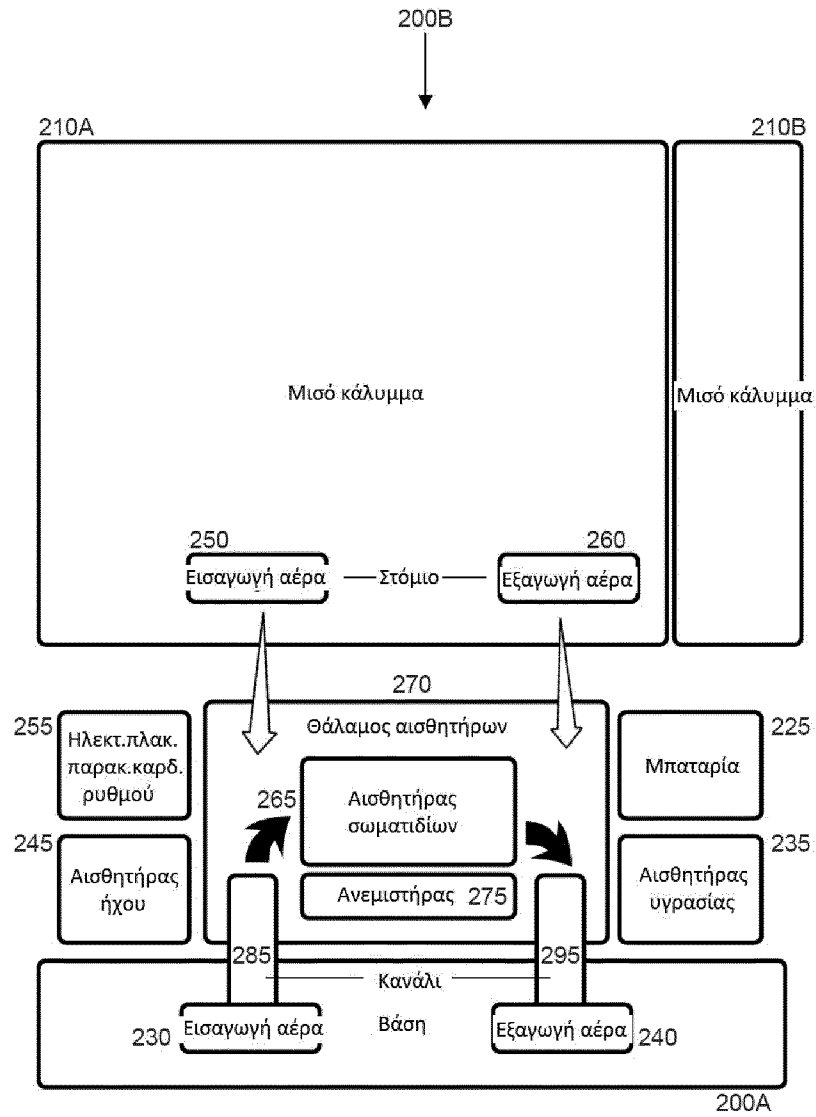 200B
210A
210B
Μισό κάλυμμα
Μισό κάλυμμα
250
260
Εισαγωγή αέρα
Στόμιο
Εξαγωγή αέρα
270
255
Ηλεκτ.πλακ.
παρακ.καρδ.
ρυθμού
Θάλαμος αισθητήρων
225
Μπαταρία
265
Αισθητήρας
σωματιδίων
245
Αισθητήρας
ήχου
235
Αισθητήρας
υγρασίας
Ανεμιστήρας 275
285
295
Κανάλι
230
Εισαγωγή αέρα
Βάση
Εξαγωγή αέρα
240
200A